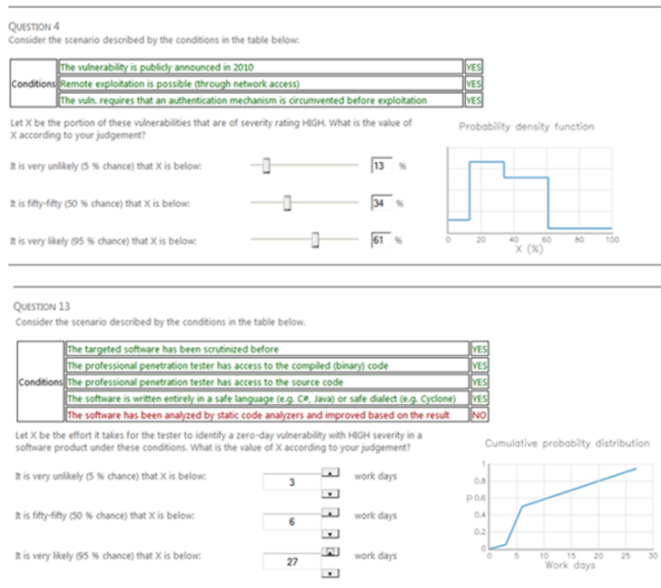 QUESTION 4
Consider the scenario described by the conditions in the table below:
Conditions
The vulnerability is publicly announced in 2010 YES
Remote exploitation is possible (through network access) YES
The vuln. requires that an authentication mechanism is circumvented before exploitation YES
Let X be the portion of these vulnerabilities that are of severity rating HIGH. What is the value of
X according to your judgement?
It is very unlikely (5 % chance) that X is below: 13 %
It is fifty-fifty (50 % chance) that X is below: 34 %
It is very likely (95 % chance) that X is below: 61 %
Probability density function
0 20 40 60 80 100
X (%)
QUESTION 13
Consider the scenario described by the conditions in the table below.
Conditions
The targeted software has been scrutinized before YES
The professional penetration tester has access to the compiled (binary) code YES
The professional penetration tester has access to the source code YES
The software is written entirely in a safe language (e.g. C#, Java) or safe dialect (e.g. Cyclone) YES
The software has been analyzed by static code analyzers and improved based on the result NO
Let X be the effort it takes for the tester to identify a zero-day vulnerability with HIGH severity in a
software product under these conditions. What is the value of X according to your judgement?
It is very unlikely (5 % chance) that X is below: 3 work days
It is fifty-fifty (50 % chance) that X is below: 6 work days
It is very likely (95 % chance) that X is below: 27 work days
Cumulative probabilty distribution
1
0.8
P 0.6
0.4
0.2
0
0 5 10 15 20 25 30
Work days